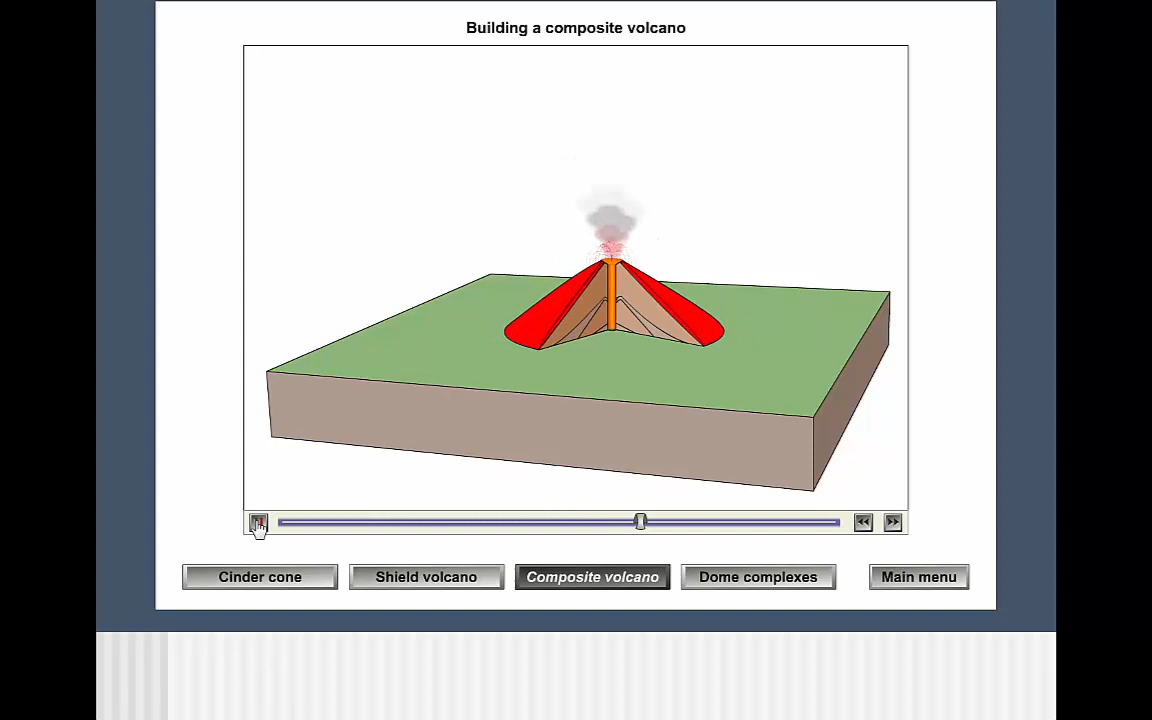 Building a composite volcano
Cinder cone
Shield volcano
Composite volcano
Dome complexes
Main menu